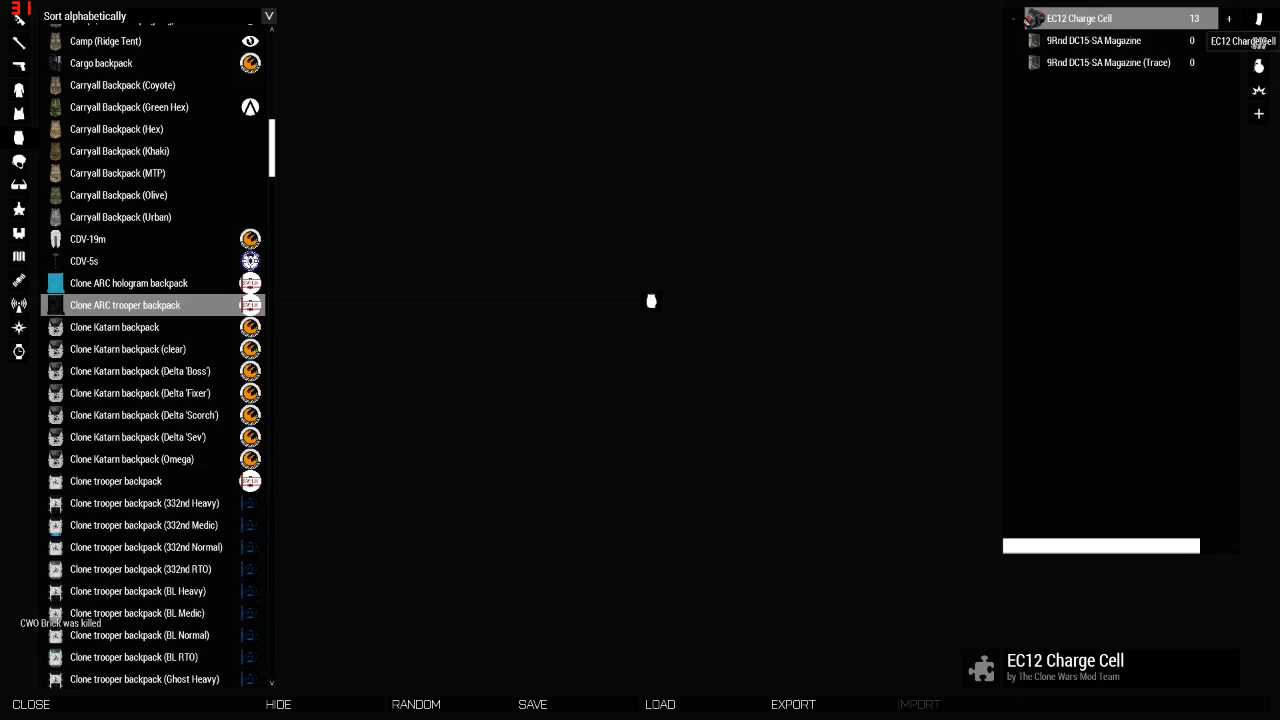 31
Sort alphabetically
V
Camp (Ridge Tent)
Cargo backpack
Carryall Backpack (Coyote)
Carryall Backpack (Green Hex)
Carryall Backpack (Hex)
Carryall Backpack (Khaki)
Carryall Backpack (MTP)
Carryall Backpack (Olive)
Carryall Backpack (Urban)
CDV-19m
CDV-5s
Clone ARC hologram backpack
Clone ARC trooper backpack
Clone Katarn backpack
Clone Katarn backpack (clear)
Clone Katarn backpack (Delta 'Boss')
Clone Katarn backpack (Delta 'Fixer')
Clone Katarn backpack (Delta 'Scorch')
Clone Katarn backpack (Delta 'Sev')
Clone Katarn backpack (Omega)
Clone trooper backpack
Clone trooper backpack (332nd Heavy)
Clone trooper backpack (332nd Medic)
Clone trooper backpack (332nd Normal)
Clone trooper backpack (332nd RTO)
Clone trooper backpack (BL Heavy)
Clone trooper backpack (BL Medic)
CWO Brick was killed
Clone trooper backpack (BL Normal)
Clone trooper backpack (BL RTO)
Clone trooper backpack (Ghost Heavy)
- EC12 Charge Cell 13 +
9Rnd DC15-SA Magazine 0
EC12 Charge Cell
9Rnd DC15-SA Magazine (Trace) 0
EC12 Charge Cell
by The Clone Wars Mod Team
CLOSE HIDE RANDOM SAVE LOAD EXPORT IMPORT